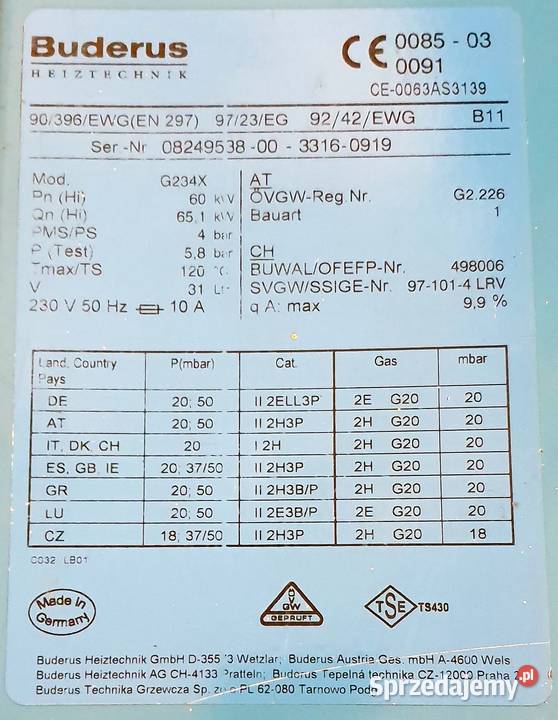 Buderus
HEIZTECHNIK
CE 0085 - 03
0091
CE-0063AS3139
90/396/EWG(EN 297) 97/23/EG 92/42/EWG B11
Ser-Nr 08249538-00 - 3316-0919
Mod. G234X
Pn (Hi) 60 kW
Qn (Hi) 65,1 kW
PMS/PS 4 bar
P (Test) 5,8 bar
Tmax/TS 120 °C
V 31 Ltr
230 V 50 Hz 10 A
AT
ÖVGW-Reg.Nr. G2.226
Bauart 1
CH
BUWAL/OFEFP-Nr. 498006
SVGW/SSIGE-Nr. 97-101-4 LRV
q A: max 9,9 %
Land, Country Pays P(mbar) Cat. Gas mbar
DE 20; 50 II 2ELL3P 2E G20 20
AT 20; 50 II 2H3P 2H G20 20
IT, DK, CH 20 I 2H 2H G20 20
ES, GB, IE 20; 37/50 II 2H3P 2H G20 20
GR 20; 50 II 2H3B/P 2H G20 20
LU 20; 50 II 2E3B/P 2E G20 20
CZ 18; 37/50 II 2H3P 2H G20 18
C032 LB01
Made in Germany
ÖVGW GEPRÜFT
TSE TS430
Buderus Heiztechnik GmbH Wetzlar; Buderus Austria Ges. mbH A-4600 Wels
Buderus Heiztechnik AG CH-4133 Pratteln; Buderus Tepelná technika CZ-12000 Praha 2
Buderus Technika Grzewcza Sp. PL 62-080 Tarnowo
Sprzedajemy.pl